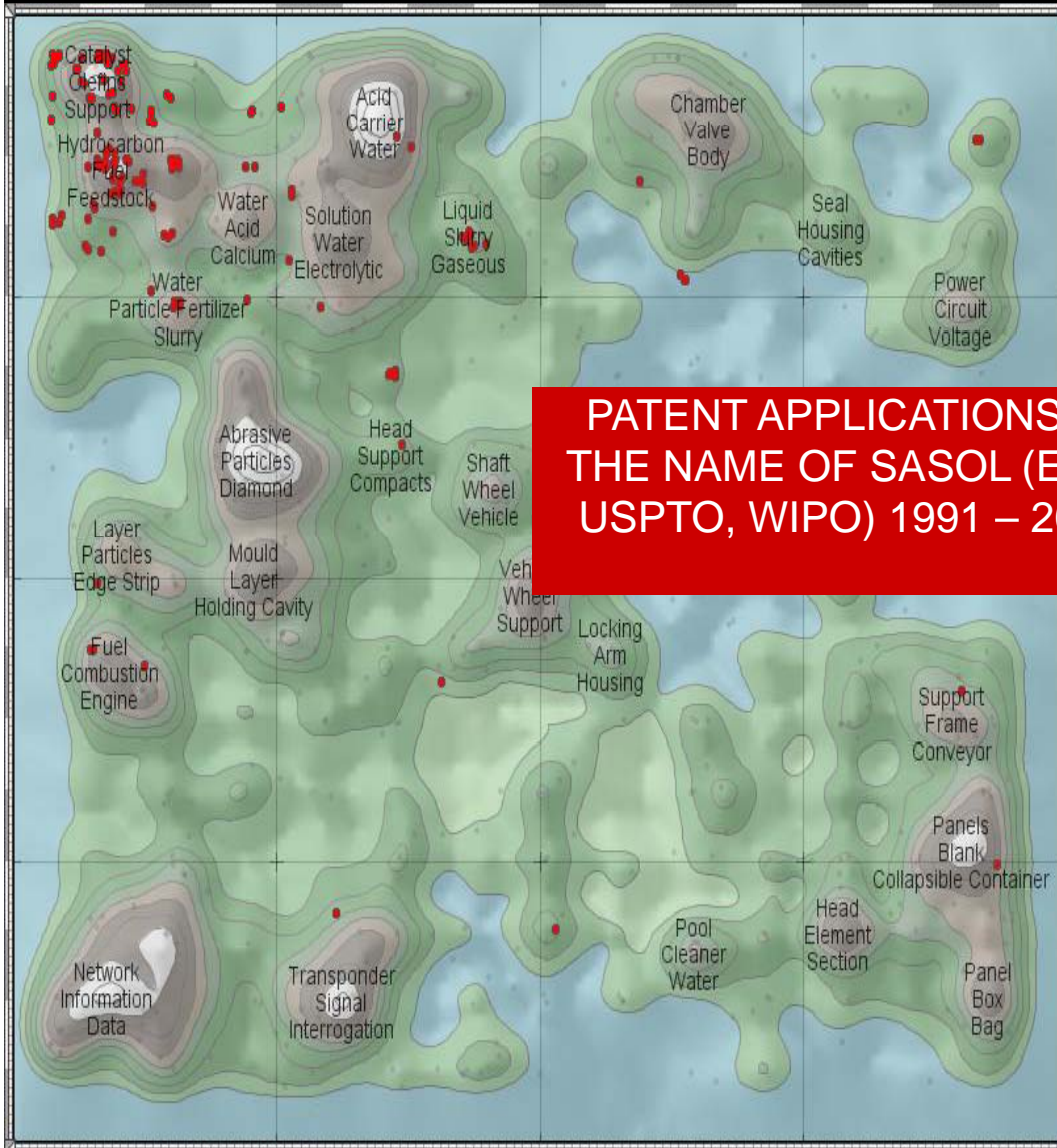 Catalyst
Olefins
Support
Hydrocarbon
Fuel
Feedstock
Acid
Carrier
Water
Chamber
Valve
Body
Water
Acid
Calcium
Solution
Water
Electrolytic
Liquid
Slurry
Gaseous
Seal
Housing
Cavities
Water
Particle Fertilizer
Slurry
Power
Circuit
Voltage
PATENT APPLICATIONS
THE NAME OF SASOL (E
USPTO, WIPO) 1991 – 2
Abrasive
Particles
Diamond
Head
Support
Compacts
Shaft
Wheel
Vehicle
Layer
Particles
Edge Strip
Mould
Layer
Holding Cavity
Veh
Wheel
Support
Locking
Arm
Housing
Fuel
Combustion
Engine
Support
Frame
Conveyor
Panels
Blank
Collapsible Container
Network
Information
Data
Transponder
Signal
Interrogation
Pool
Cleaner
Water
Head
Element
Section
Panel
Box
Bag